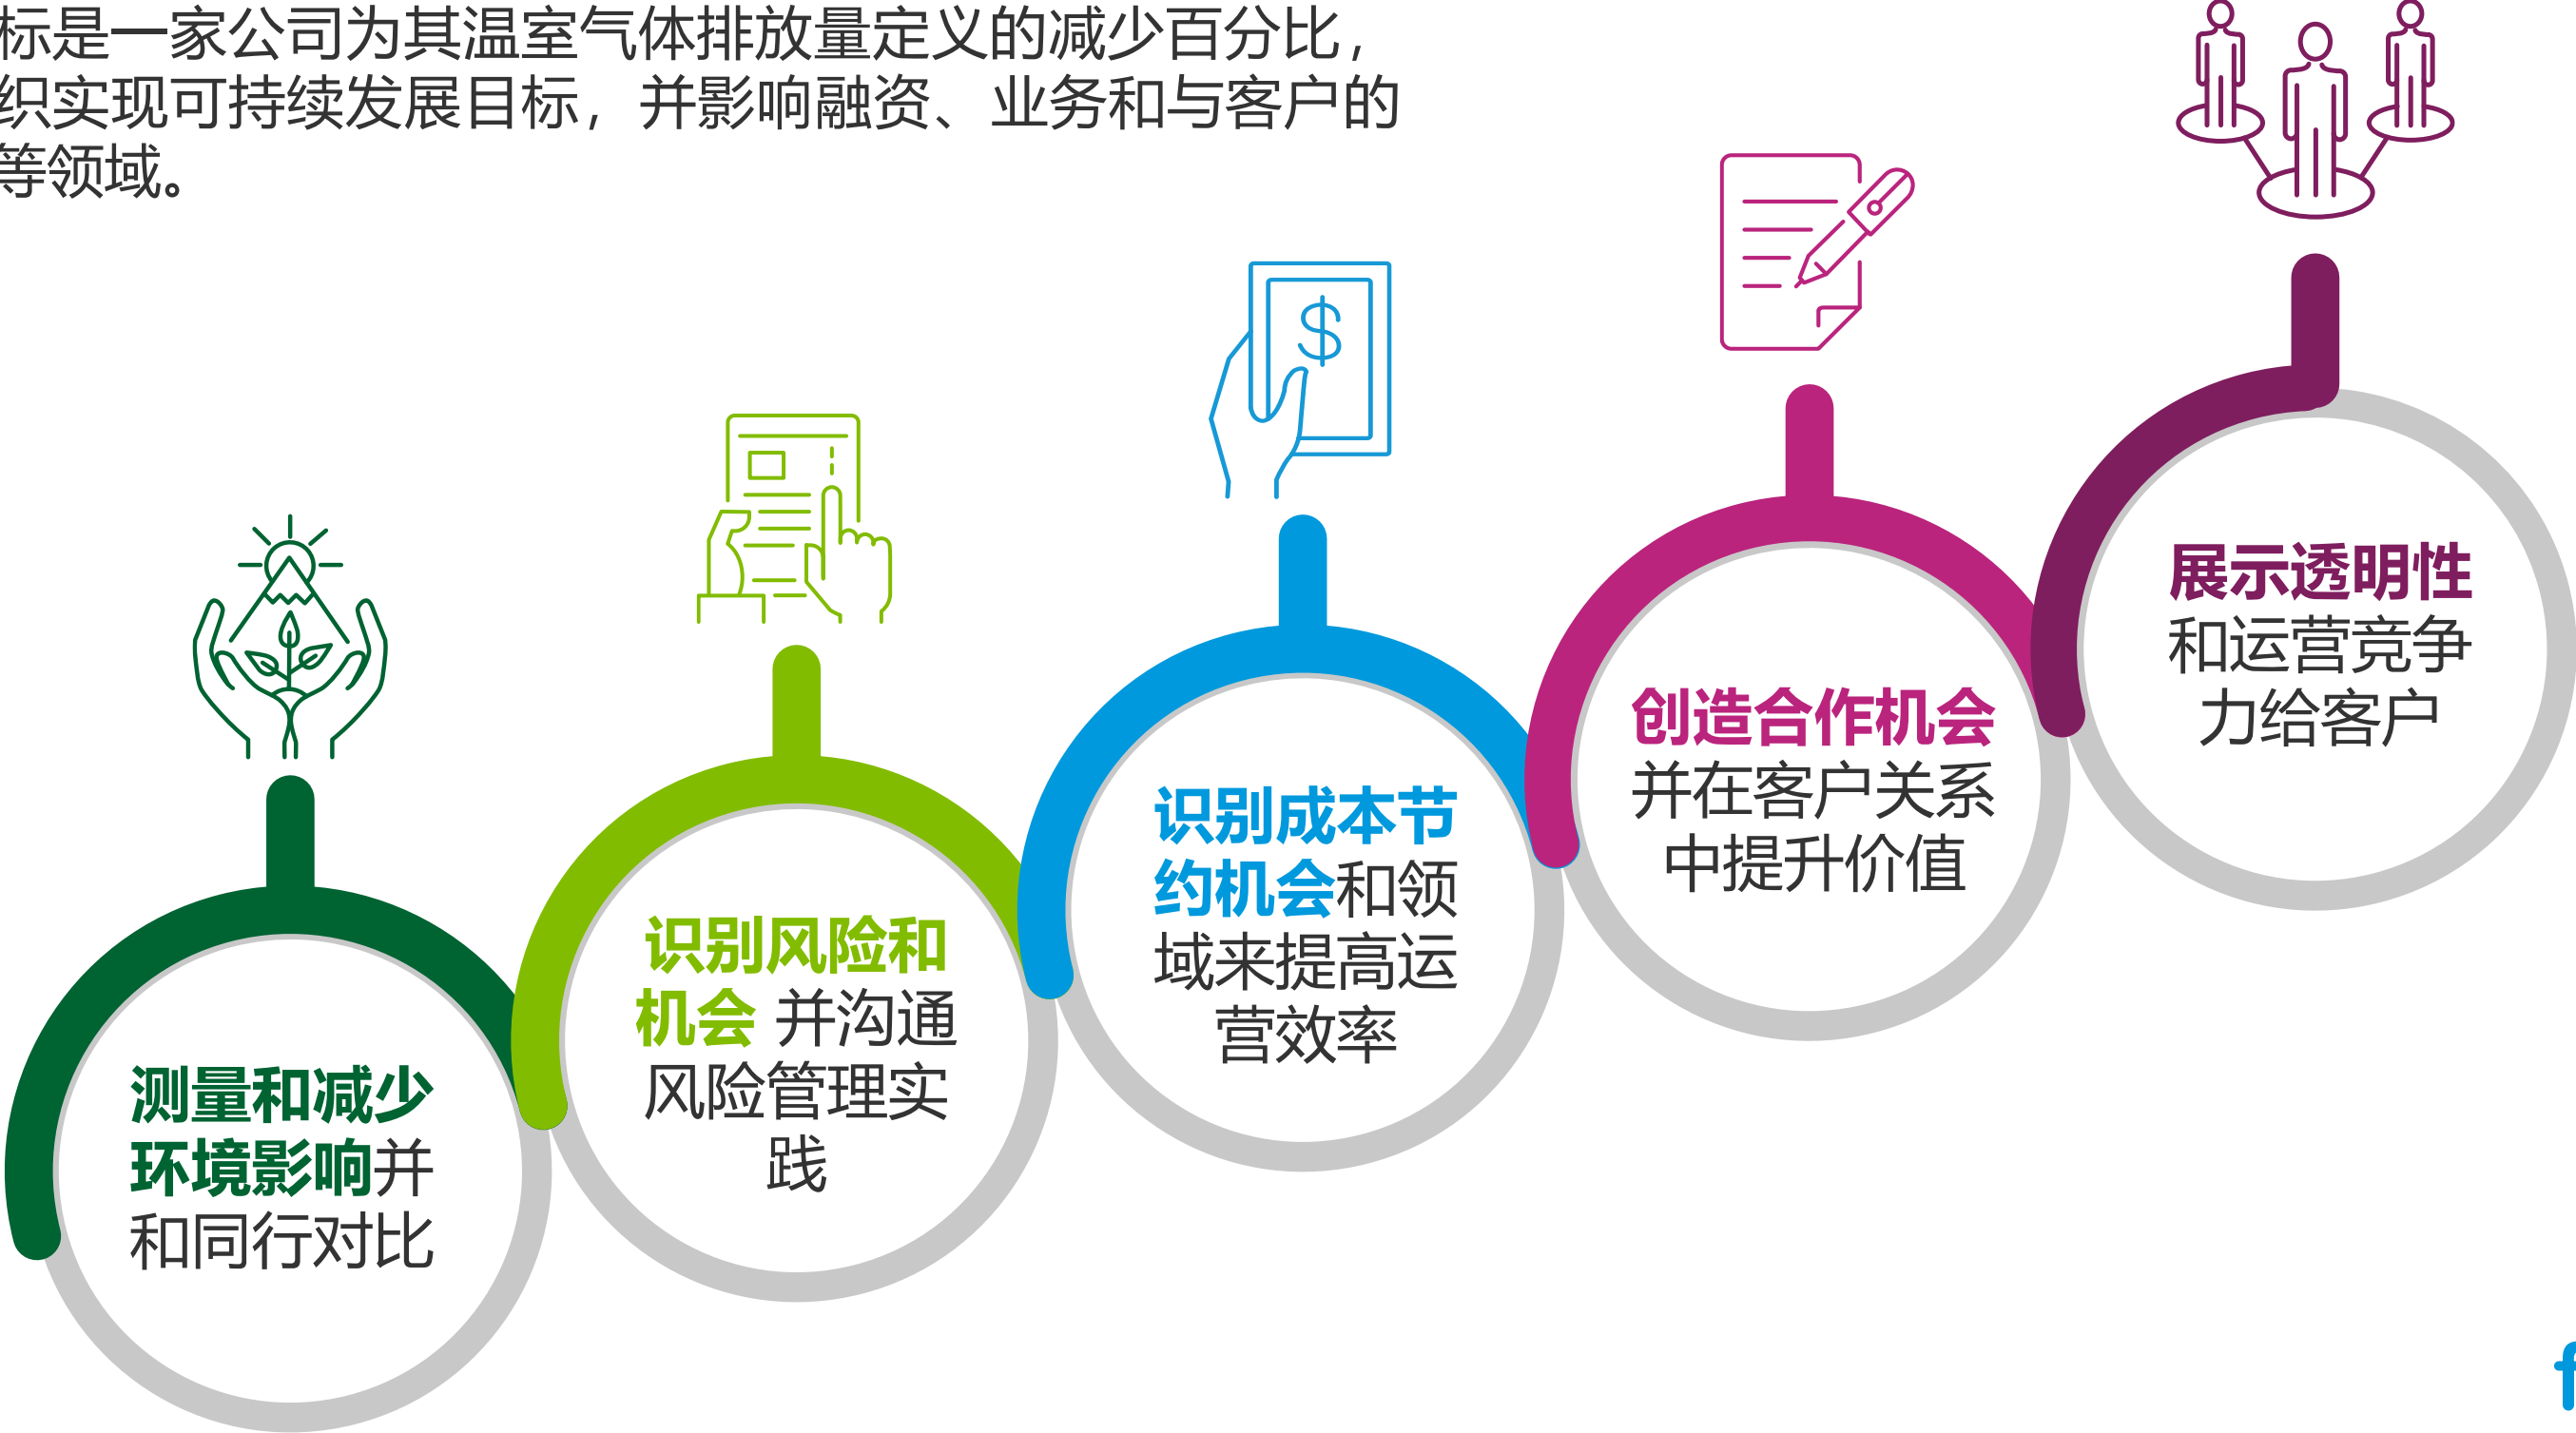 标是一家公司为其温室气体排放量定义的减少百分比，
织实现可持续发展目标，并影响融资、业务和与客户的
等领域。
展示透明性
和运营竞争
力给客户
创造合作机会
并在客户关系
中提升价值
识别成本节
约机会和领
域来提高运
营效率
识别风险和
机会 并沟通
风险管理实
践
测量和减少
环境影响并
和同行对比
$
f